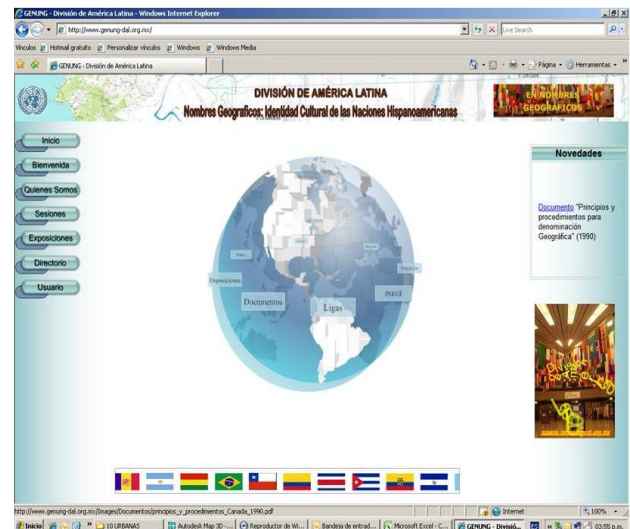 GENUNG - División de América Latina - Windows Internet Explorer
http://www.genung-dal.org.mx/
Live Search
Vínculos Hotmail gratuito Personalizar vínculos Windows Windows Media
GENUNG - División de América Latina
Página Herramientas
DIVISIÓN DE AMÉRICA LATINA
Nombres Geograficos: Identidad Cultural de las Naciones Hispanoamericanas
EN NOMBRES
GEOGRAFICOS
Inicio
Bienvenida
Quienes Somos
Sesiones
Exposiciones
Directorio
Usuario
Novedades
Documento "Principios y
procedimientos para
denominación
Geográfica" (1990)
Exposiciones
Documentos
Ligas
INEGI
http://www.genung-dal.org.mx/Images/Documentos/principios_y_procedimientos_Canada_1990.pdf
Internet
100%
Inicio
10 URBANAS
Autodesk Map 3D -...
Reproductor de Wi...
Bandeja de entrad...
Microsoft Excel - C...
GENUNG - Divisió...
03:55 p.m.